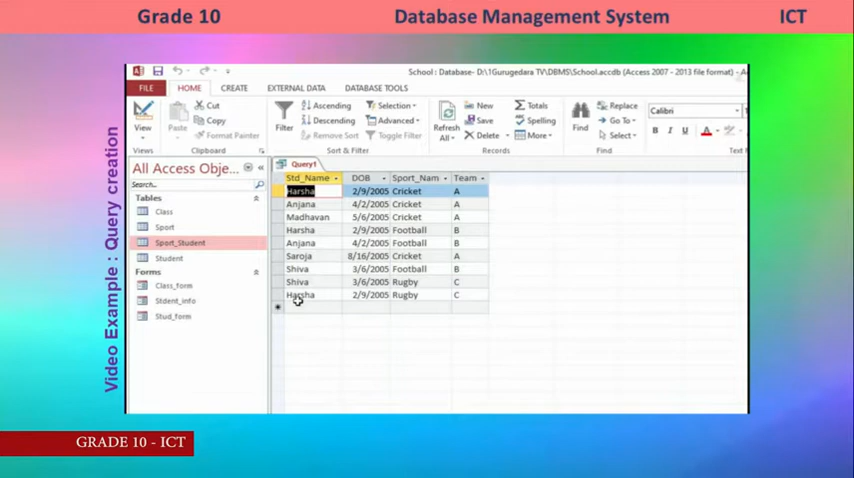 Grade 10 Database Management System ICT
Video Example : Query creation
School : Database- D:\1Gurugedara TV\DBMS\School.accdb (Access 2007 - 2013 file format) -
FILE HOME CREATE EXTERNAL DATA DATABASE TOOLS
View
Views
Paste
Cut
Copy
Format Painter
Clipboard
Filter
Ascending
Descending
Remove Sort
Selection
Advanced
Toggle Filter
Sort & Filter
Refresh
All
New
Save
Delete
Totals
Spelling
More
Records
Find
Replace
Go To
Select
Find
Calibri
B I U A
All Access Obje...
Search...
Tables
Class
Sport
Sport_Student
Student
Forms
Class_form
Stdent_info
Stud_form
Query1
Std_Name DOB Sport_Nam Team
Harsha 2/9/2005 Cricket A
Anjana 4/2/2005 Cricket A
Madhavan 5/6/2005 Cricket A
Harsha 2/9/2005 Football B
Anjana 4/2/2005 Football B
Saroja 8/16/2005 Cricket A
Shiva 3/6/2005 Football B
Shiva 3/6/2005 Rugby C
Harsha 2/9/2005 Rugby C
GRADE 10 - ICT